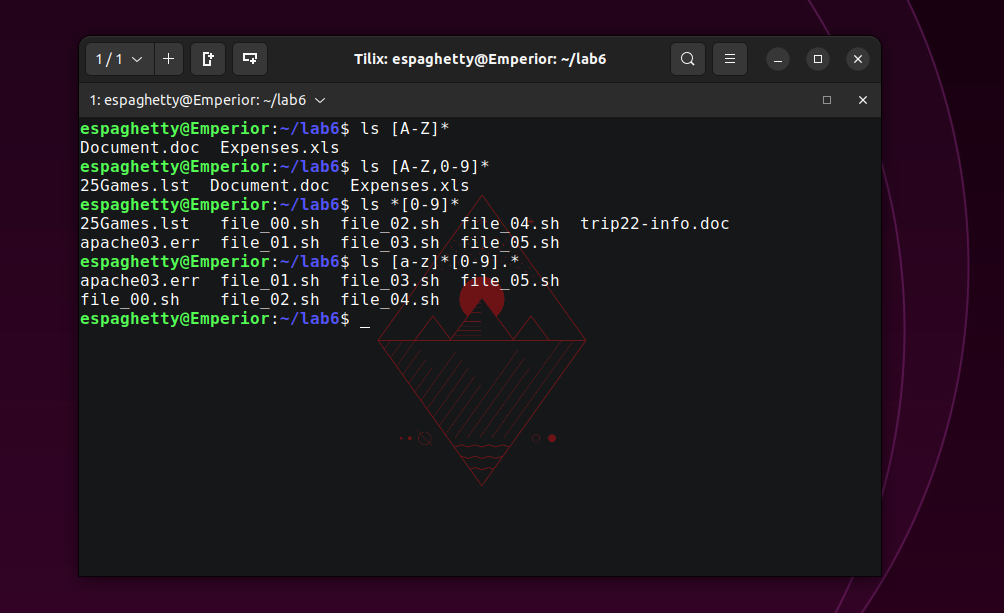 1 / 1
Tilix: espaghetty@Emperior: ~/lab6
1: espaghetty@Emperior: ~/lab6
espaghetty@Emperior:~/lab6$ ls [A-Z]*
Document.doc  Expenses.xls
espaghetty@Emperior:~/lab6$ ls [A-Z,0-9]*
25Games.lst  Document.doc  Expenses.xls
espaghetty@Emperior:~/lab6$ ls *[0-9]*
25Games.lst   file_00.sh  file_02.sh  file_04.sh  trip22-info.doc
apache03.err  file_01.sh  file_03.sh  file_05.sh
espaghetty@Emperior:~/lab6$ ls [a-z]*[0-9].*
apache03.err  file_01.sh  file_03.sh  file_05.sh
file_00.sh    file_02.sh  file_04.sh
espaghetty@Emperior:~/lab6$ _